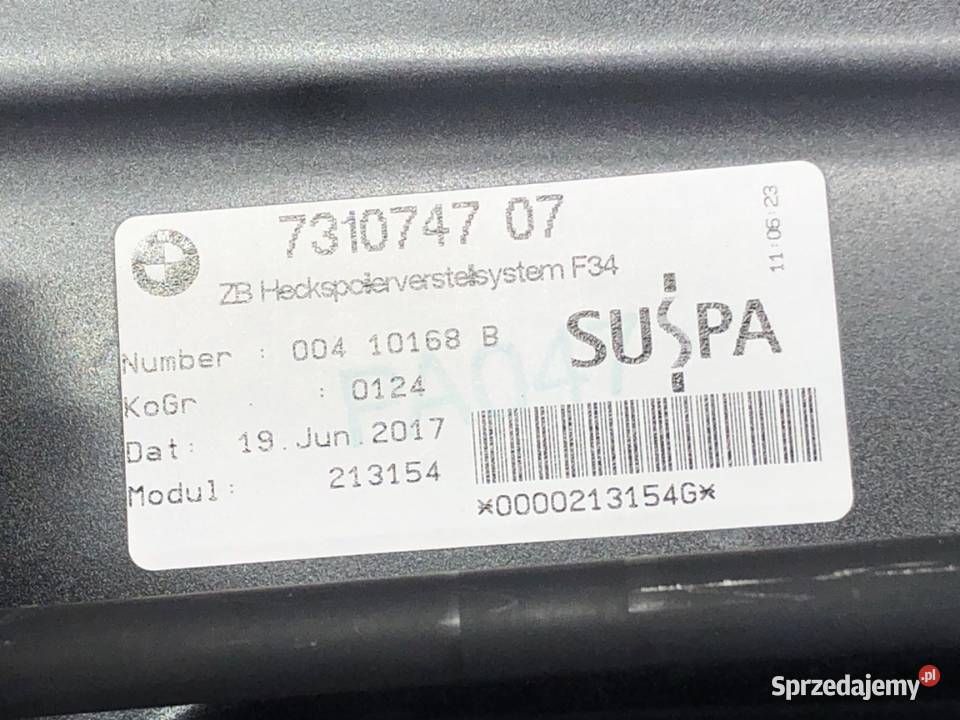 7310747 07
11:06:23
ZB Heckspoilerverstellsystem F34
SUSPA
Number : 004 10168 B
KoGr : 0124
Dat: 19.Jun.2017
Modul: 213154
*0000213154G*
Sprzedajemy.pl